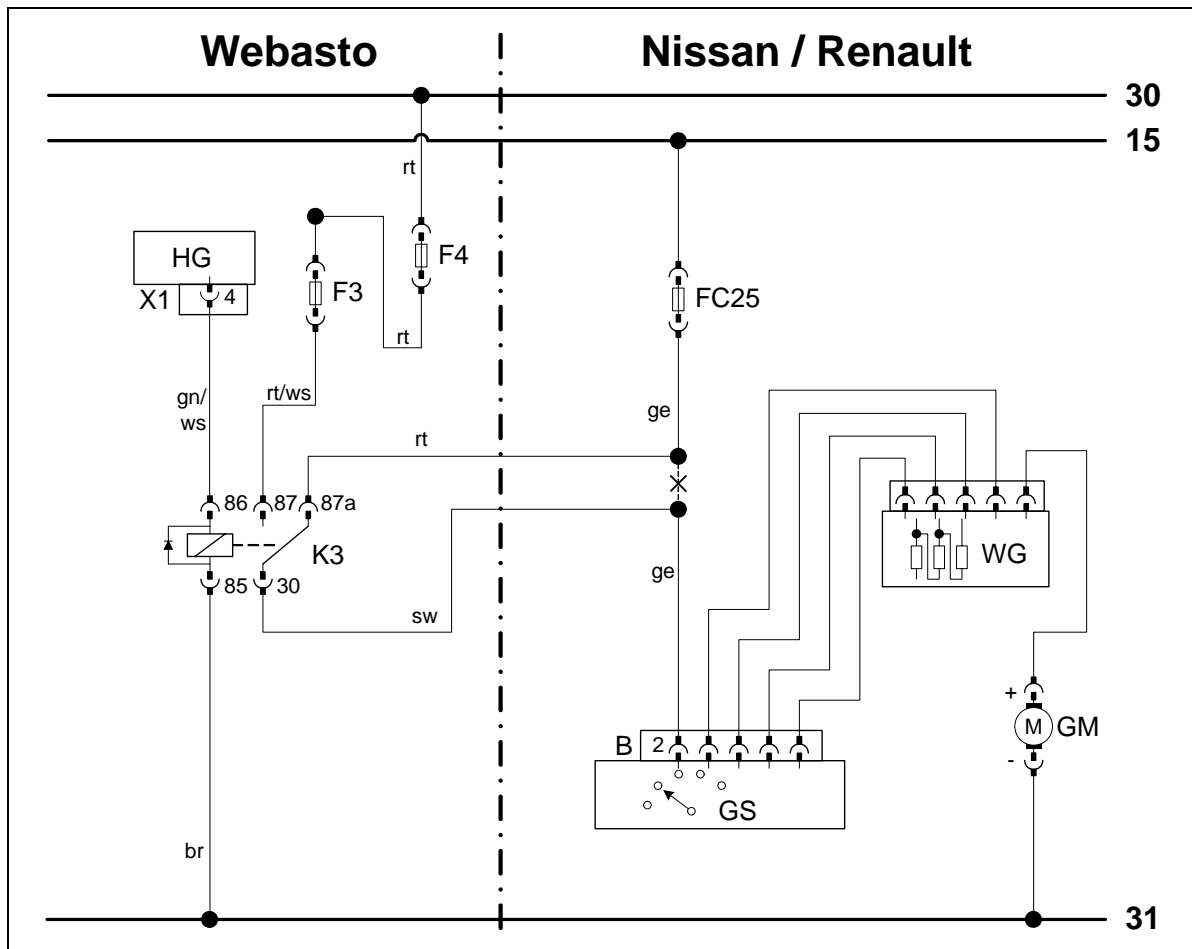 Webasto
Nissan / Renault
30
15
rt
F4
HG
F3
FC25
X1
4
rt
gn/
ws
rt/ws
ge
rt
86
87
87a
WG
K3
85
30
ge
sw
+
M
GM
B
2
-
GS
br
31